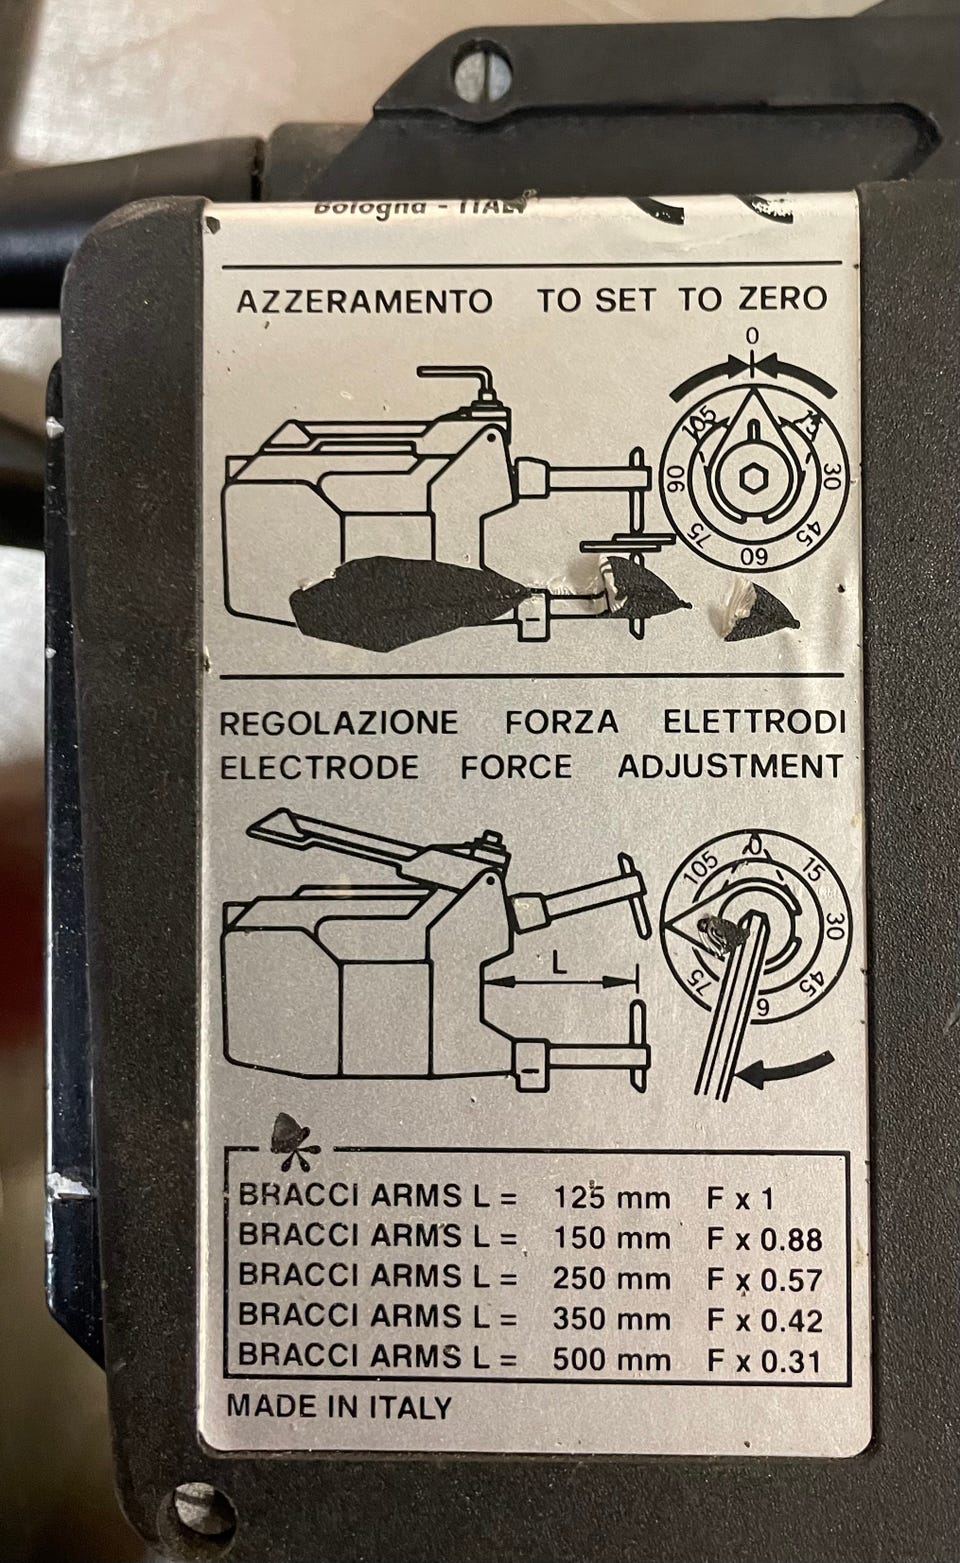 Bologna - ITALY
AZZERAMENTO TO SET TO ZERO
0
105 15
90 30
75 45
60
REGOLAZIONE FORZA ELETTRODI
ELECTRODE FORCE ADJUSTMENT
0
105 15
30
L
75 45
6
BRACCI ARMS L = 125 mm F x 1
BRACCI ARMS L = 150 mm F x 0.88
BRACCI ARMS L = 250 mm F x 0.57
BRACCI ARMS L = 350 mm F x 0.42
BRACCI ARMS L = 500 mm F x 0.31
MADE IN ITALY